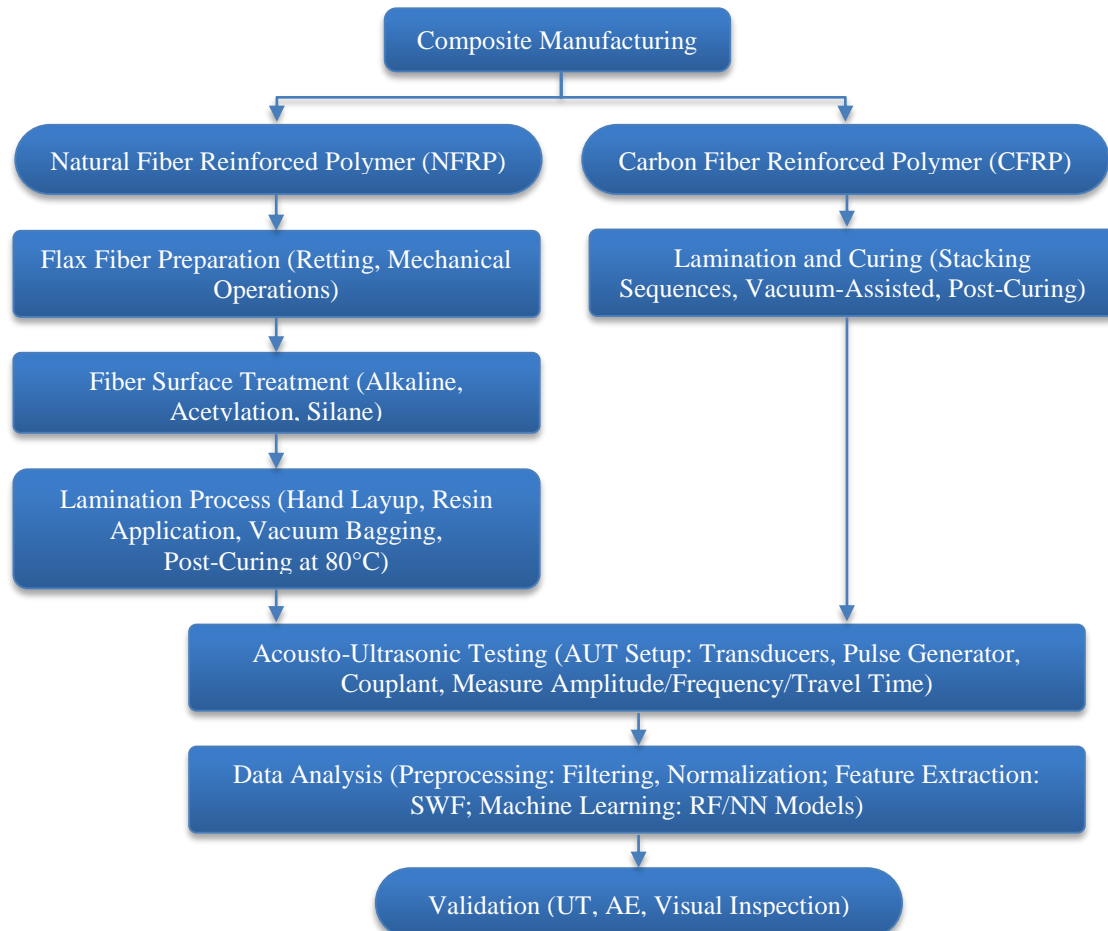 Composite Manufacturing
Natural Fiber Reinforced Polymer (NFRP)
Carbon Fiber Reinforced Polymer (CFRP)
Flax Fiber Preparation (Retting, Mechanical
Operations)
Lamination and Curing (Stacking
Sequences, Vacuum-Assisted, Post-Curing)
Fiber Surface Treatment (Alkaline,
Acetylation, Silane)
Lamination Process (Hand Layup, Resin
Application, Vacuum Bagging,
Post-Curing at 80°C)
Acousto-Ultrasonic Testing (AUT Setup: Transducers, Pulse Generator,
Couplant, Measure Amplitude/Frequency/Travel Time)
Data Analysis (Preprocessing: Filtering, Normalization; Feature Extraction:
SWF; Machine Learning: RF/NN Models)
Validation (UT, AE, Visual Inspection)